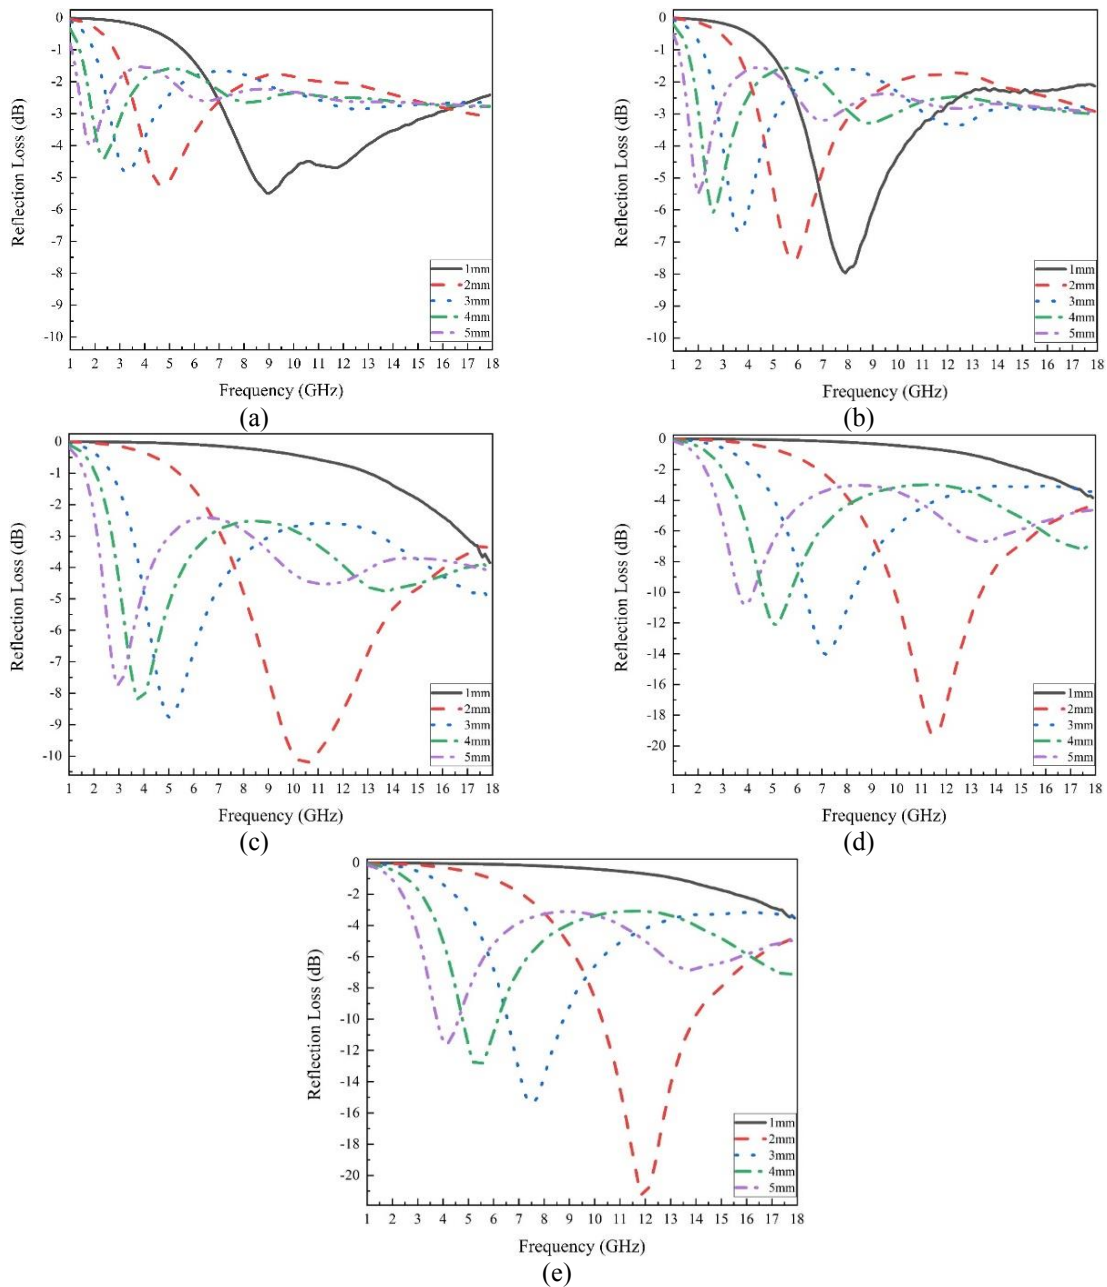 0
-1
-2
-3
-4
-5
-6
-7
-8
-9
-10
Reflection Loss (dB)
1mm
2mm
3mm
4mm
5mm
1 2 3 4 5 6 7 8 9 10 11 12 13 14 15 16 17 18
Frequency (GHz)
(a)
0
-1
-2
-3
-4
-5
-6
-7
-8
-9
-10
Reflection Loss (dB)
1mm
2mm
3mm
4mm
5mm
1 2 3 4 5 6 7 8 9 10 11 12 13 14 15 16 17 18
Frequency (GHz)
(b)
0
-1
-2
-3
-4
-5
-6
-7
-8
-9
-10
Reflection Loss (dB)
1mm
2mm
3mm
4mm
5mm
1 2 3 4 5 6 7 8 9 10 11 12 13 14 15 16 17 18
Frequency (GHz)
(c)
0
-2
-4
-6
-8
-10
-12
-14
-16
-18
-20
Reflection Loss (dB)
1mm
2mm
3mm
4mm
5mm
1 2 3 4 5 6 7 8 9 10 11 12 13 14 15 16 17 18
Frequency (GHz)
(d)
0
-2
-4
-6
-8
-10
-12
-14
-16
-18
-20
Reflection Loss (dB)
1mm
2mm
3mm
4mm
5mm
1 2 3 4 5 6 7 8 9 10 11 12 13 14 15 16 17 18
Frequency (GHz)
(e)